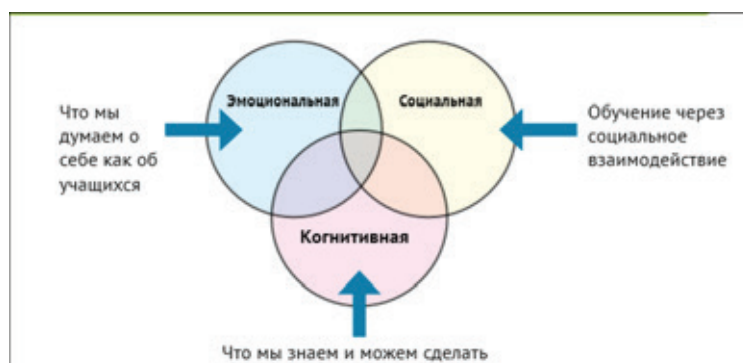 Эмоциональная
Социальная
Что мы
думаем о
себе как об
учащихся
Обучение через
социальное
взаимодействие
Когнитивная
Что мы знаем и можем сделать